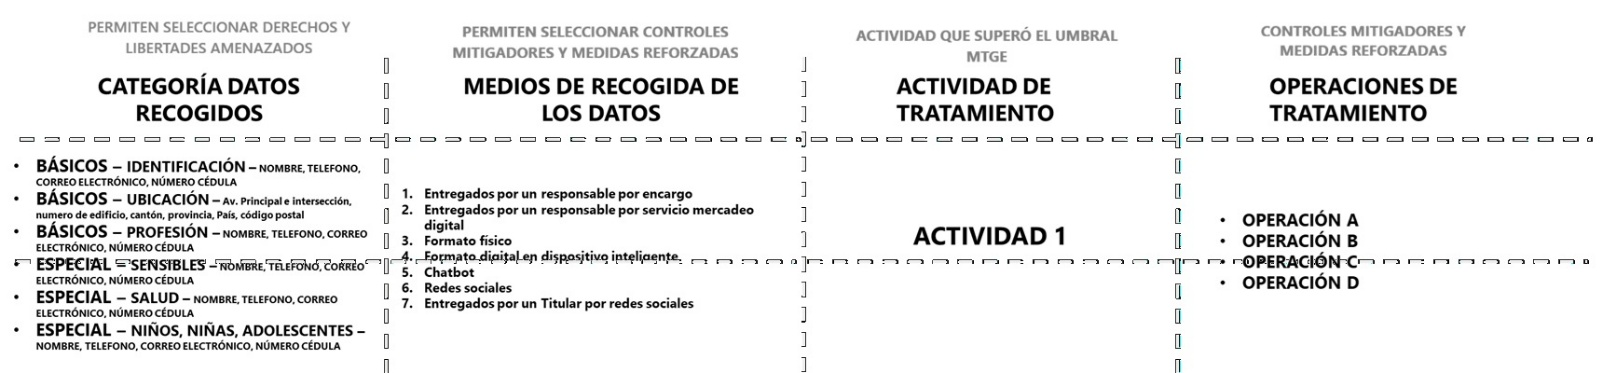 PERMITEN SELECCIONAR DERECHOS Y
LIBERTADES AMENAZADOS
CATEGORÍA DATOS
RECOGIDOS
• BÁSICOS – IDENTIFICACIÓN – NOMBRE, TELEFONO,
CORREO ELECTRÓNICO, NÚMERO CÉDULA
• BÁSICOS – UBICACIÓN – Av. Principal e intersección,
numero de edificio, cantón, provincia, País, código postal
• BÁSICOS – PROFESIÓN – NOMBRE, TELEFONO, CORREO
ELECTRÓNICO, NÚMERO CÉDULA
• ESPECIAL – SENSIBLES – NOMBRE, TELEFONO, CORREO
ELECTRÓNICO, NÚMERO CÉDULA
• ESPECIAL – SALUD – NOMBRE, TELEFONO, CORREO
ELECTRÓNICO, NÚMERO CÉDULA
• ESPECIAL – NIÑOS, NIÑAS, ADOLESCENTES –
NOMBRE, TELEFONO, CORREO ELECTRÓNICO, NÚMERO CÉDULA
PERMITEN SELECCIONAR CONTROLES
MITIGADORES Y MEDIDAS REFORZADAS
MEDIOS DE RECOGIDA DE
LOS DATOS
1. Entregados por un responsable por encargo
2. Entregados por un responsable por servicio mercadeo
digital
3. Formato físico
4. Formato digital en dispositivo inteligente
5. Chatbot
6. Redes sociales
7. Entregados por un Titular por redes sociales
ACTIVIDAD QUE SUPERÓ EL UMBRAL
MTGE
ACTIVIDAD DE
TRATAMIENTO
ACTIVIDAD 1
CONTROLES MITIGADORES Y
MEDIDAS REFORZADAS
OPERACIONES DE
TRATAMIENTO
• OPERACIÓN A
• OPERACIÓN B
• OPERACIÓN C
• OPERACIÓN D